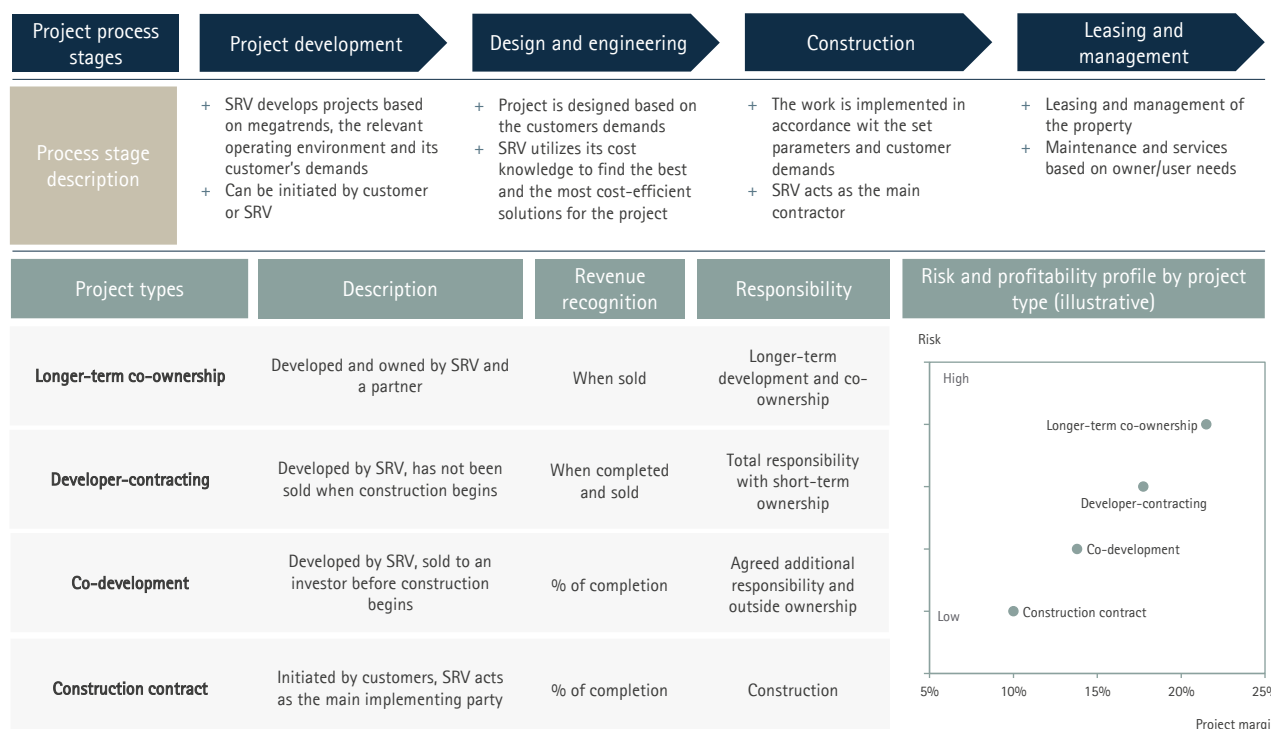 Project process
stages
Project development
Design and engineering
Construction
Leasing and
management
Process stage
description
+ SRV develops projects based
on megatrends, the relevant
operating environment and its
customer's demands
+ Can be initiated by customer
or SRV
+ Project is designed based on
the customers demands
+ SRV utilizes its cost
knowledge to find the best
and the most cost-efficient
solutions for the project
+ The work is implemented in
accordance wit the set
parameters and customer
demands
+ SRV acts as the main
contractor
+ Leasing and management of
the property
+ Maintenance and services
based on owner/user needs
Project types
Description
Revenue
recognition
Responsibility
Longer-term co-ownership
Developed and owned by SRV and
a partner
When sold
Longer-term
development and co-
ownership
Developer-contracting
Developed by SRV, has not been
sold when construction begins
When completed
and sold
Total responsibility
with short-term
ownership
Co-development
Developed by SRV, sold to an
investor before construction
begins
% of completion
Agreed additional
responsibility and
outside ownership
Construction contract
Initiated by customers, SRV acts
as the main implementing party
% of completion
Construction
Risk and profitability profile by project
type (illustrative)
Risk
High
Longer-term co-ownership
Developer-contracting
Co-development
Low
Construction contract
5% 10% 15% 20% 25%
Project margi